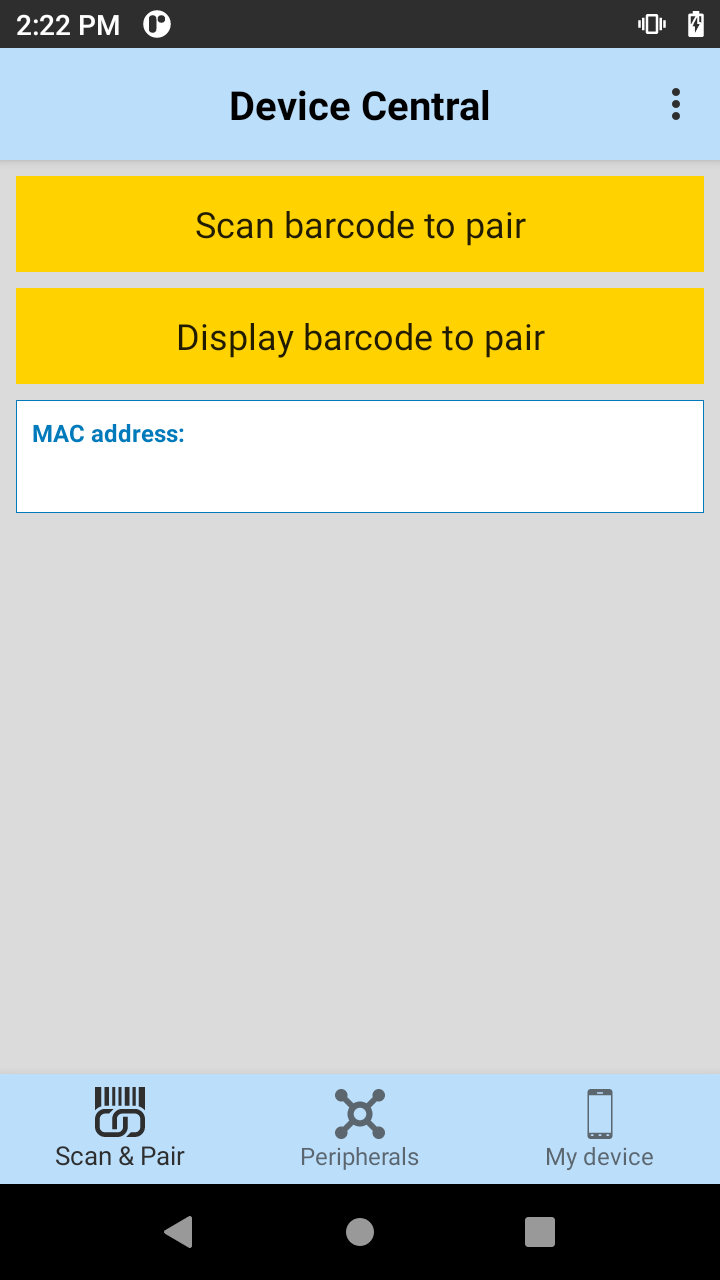 2:22 PM
Device Central
Scan barcode to pair
Display barcode to pair
MAC address:
Scan & Pair
Peripherals
My device